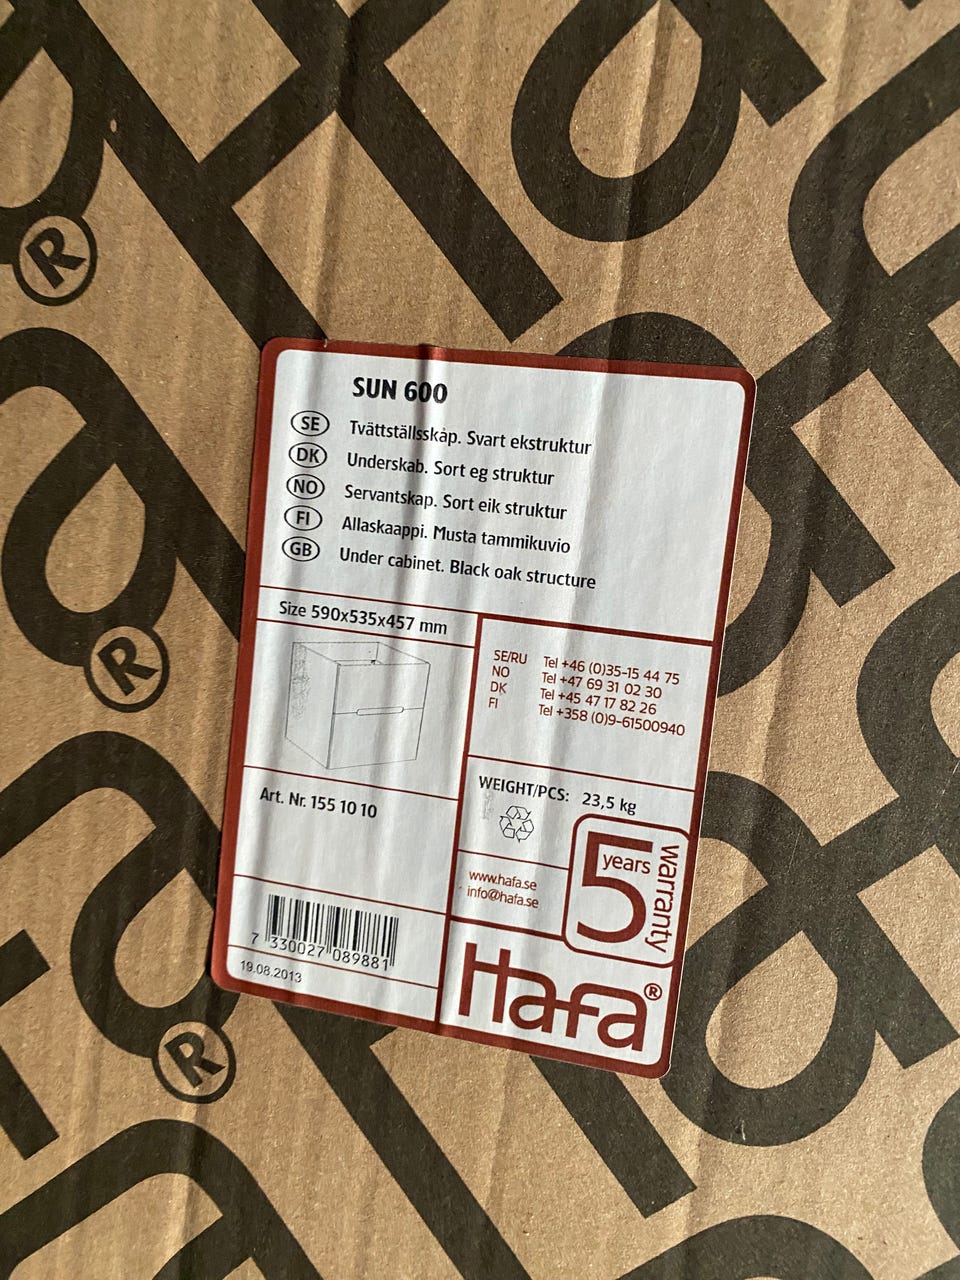 SUN 600
SE Tvättställsskåp. Svart ekstruktur
DK Underskab. Sort eg struktur
NO Servantskap. Sort eik struktur
FI Allaskaappi. Musta tammikuvio
GB Under cabinet. Black oak structure
Size 590x535x457 mm
SE/RU Tel +46 (0)35-15 44 75
NO Tel +47 69 31 02 30
DK Tel +45 47 17 82 26
FI Tel +358 (0)9-61500940
WEIGHT/PCS: 23,5 kg
Art. Nr. 155 10 10
5 years warranty
www.hafa.se
info@hafa.se
7 330027 089881
19.08.2013
Hafa®